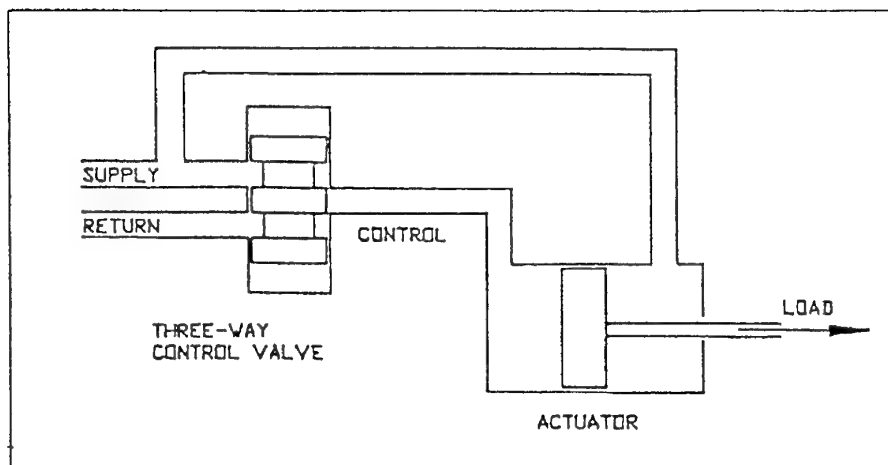 SUPPLY
RETURN
CONTROL
LOAD
THREE-WAY
CONTROL VALVE
ACTUATOR